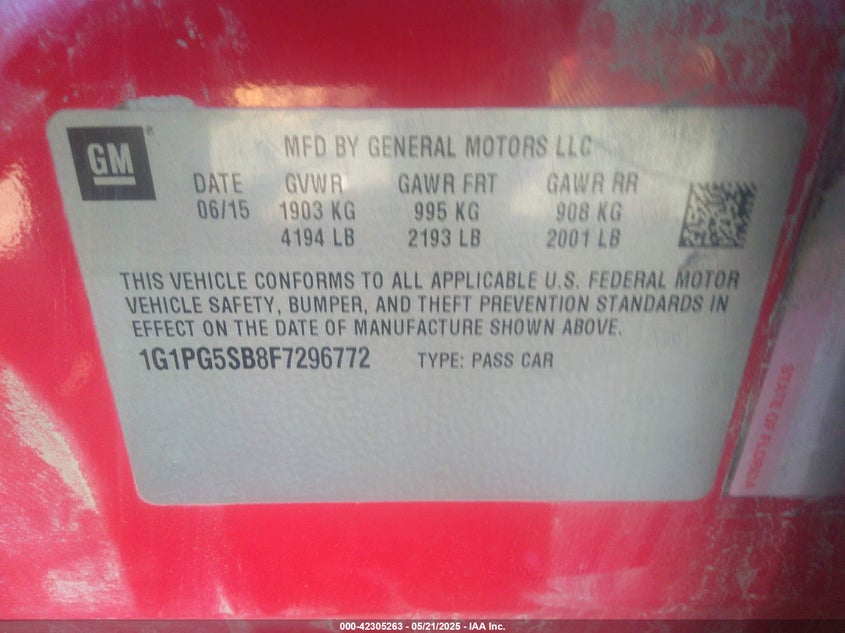 GM®
MFD BY GENERAL MOTORS LLC
DATE GVWR GAWR FRT GAWR RR
06/15 1903 KG 995 KG 908 KG
4194 LB 2193 LB 2001 LB
THIS VEHICLE CONFORMS TO ALL APPLICABLE U.S. FEDERAL MOTOR
VEHICLE SAFETY, BUMPER, AND THEFT PREVENTION STANDARDS IN
EFFECT ON THE DATE OF MANUFACTURE SHOWN ABOVE.
1G1PG5SB8F7296772 TYPE: PASS CAR
STATE OF FLORIDA
000-42305263 - 05/21/2025 - IAA Inc.